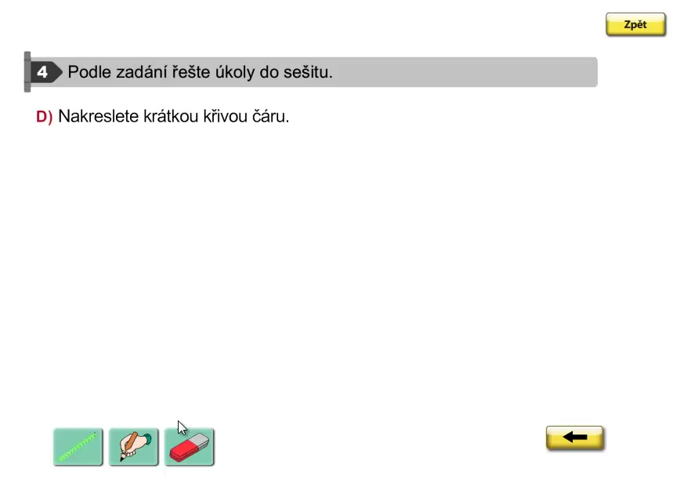 Zpět
4 Podle zadání řešte úkoly do sešitu.
D) Nakreslete krátkou křivou čáru.